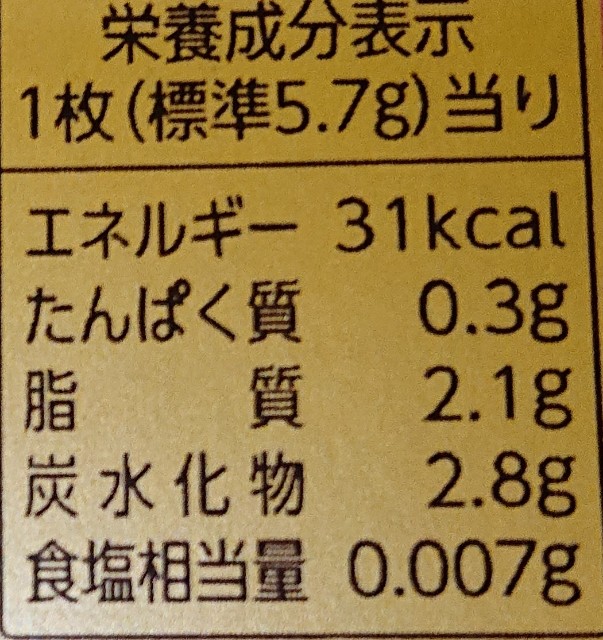 栄養成分表示
1枚(標準5.7g)当り
エネルギー 31kcal
たんぱく質 0.3g
脂質 2.1g
炭水化物 2.8g
食塩相当量 0.007g